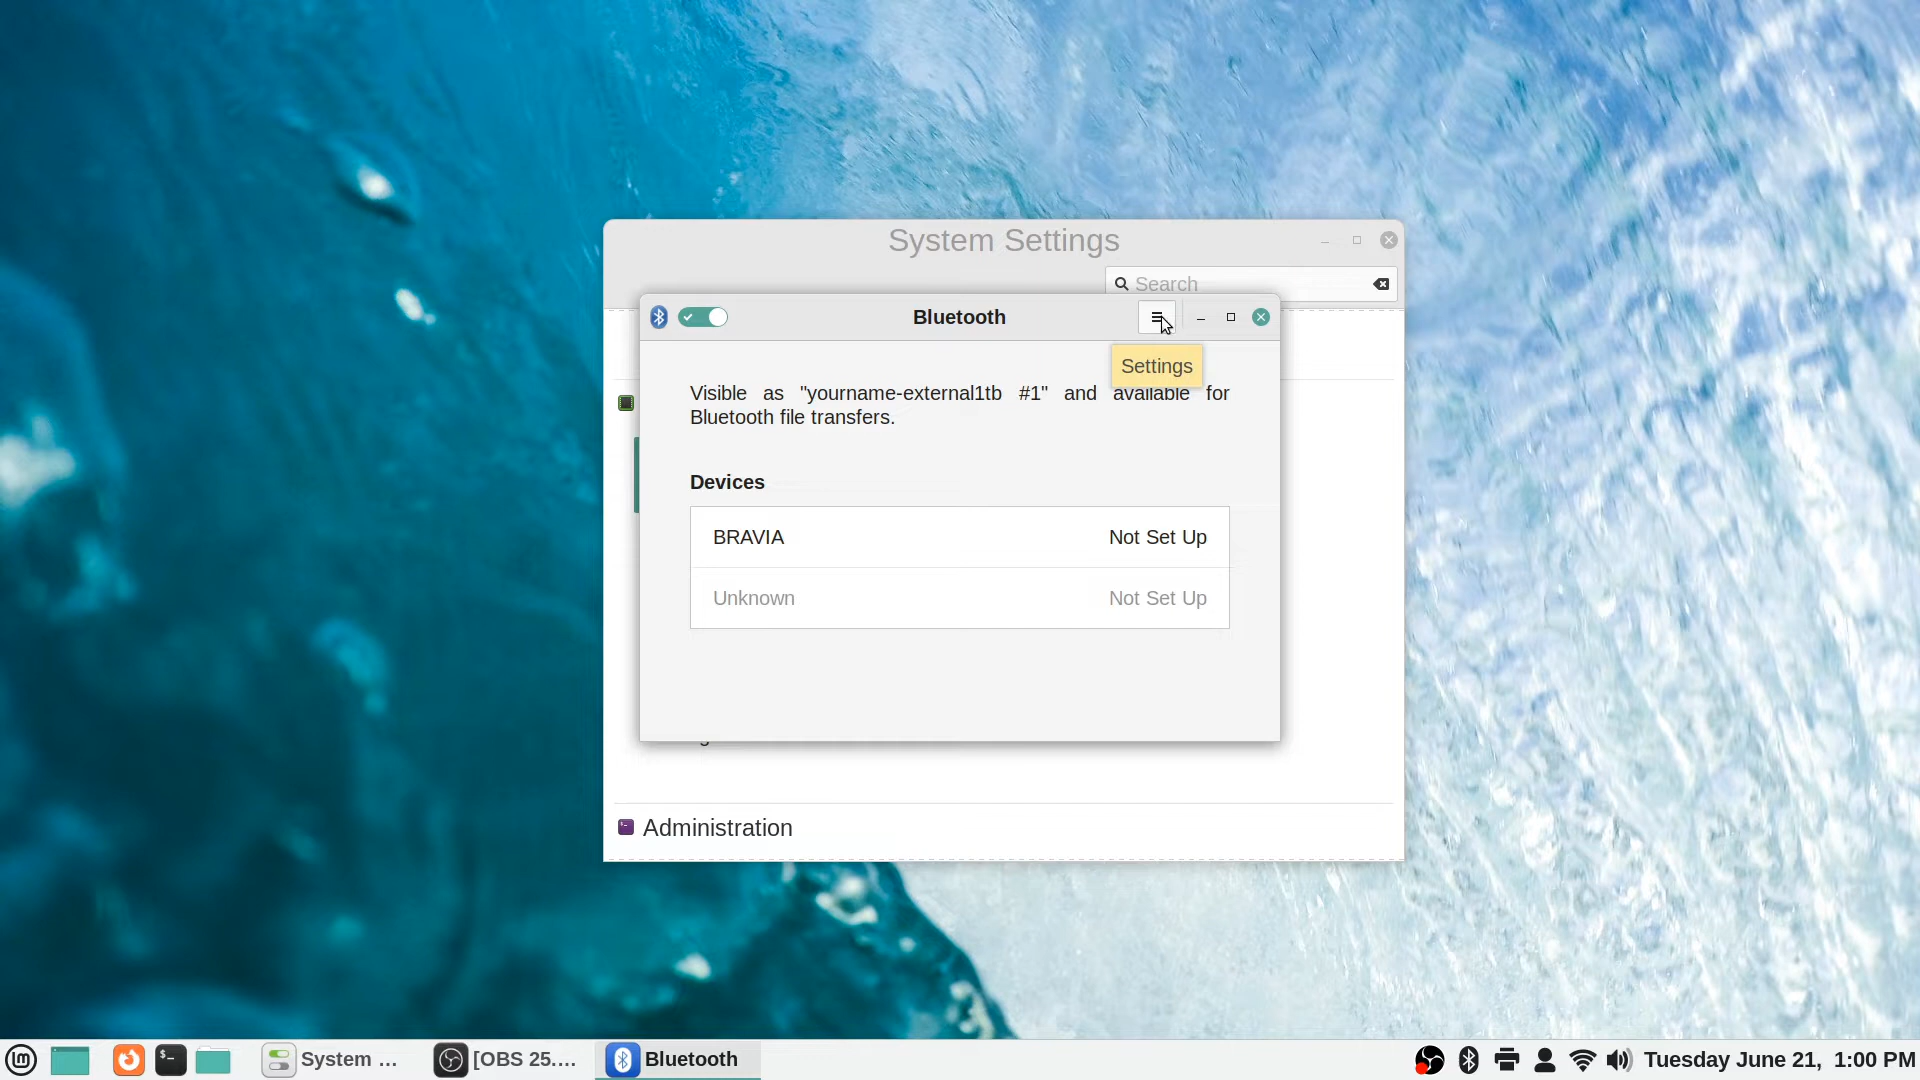 System Settings
Search
Bluetooth
Settings
Visible as "yourname-external1tb #1" and available for
Bluetooth file transfers.
Devices
BRAVIA Not Set Up
Unknown Not Set Up
Administration
System ... [OBS 25.... Bluetooth Tuesday June 21, 1:00 PM